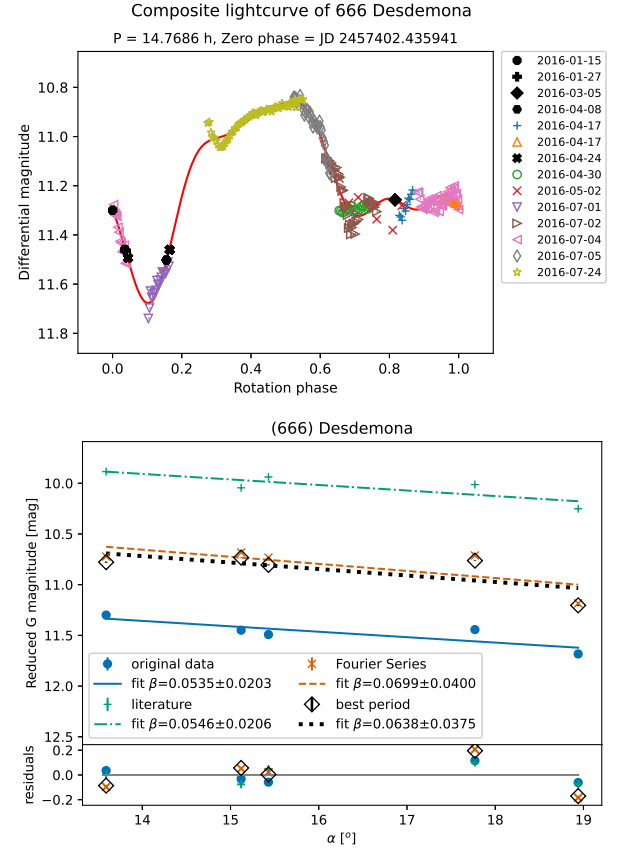 Composite lightcurve of 666 Desdemona
P = 14.7686 h, Zero phase = JD 2457402.435941
10.8
11.0
11.2
11.4
11.6
11.8
Differential magnitude
0.0 0.2 0.4 0.6 0.8 1.0
Rotation phase
2016-01-15
2016-01-27
2016-03-05
2016-04-08
2016-04-17
2016-04-17
2016-04-24
2016-04-30
2016-05-02
2016-07-01
2016-07-02
2016-07-04
2016-07-05
2016-07-24
(666) Desdemona
10.0
10.5
11.0
11.5
12.0
12.5
Reduced G magnitude [mag]
original data
fit β=0.0535±0.0203
literature
fit β=0.0546±0.0206
Fourier Series
fit β=0.0699±0.0400
best period
fit β=0.0638±0.0375
0.2
0.0
−0.2
residuals
14 15 16 17 18 19
α [°]